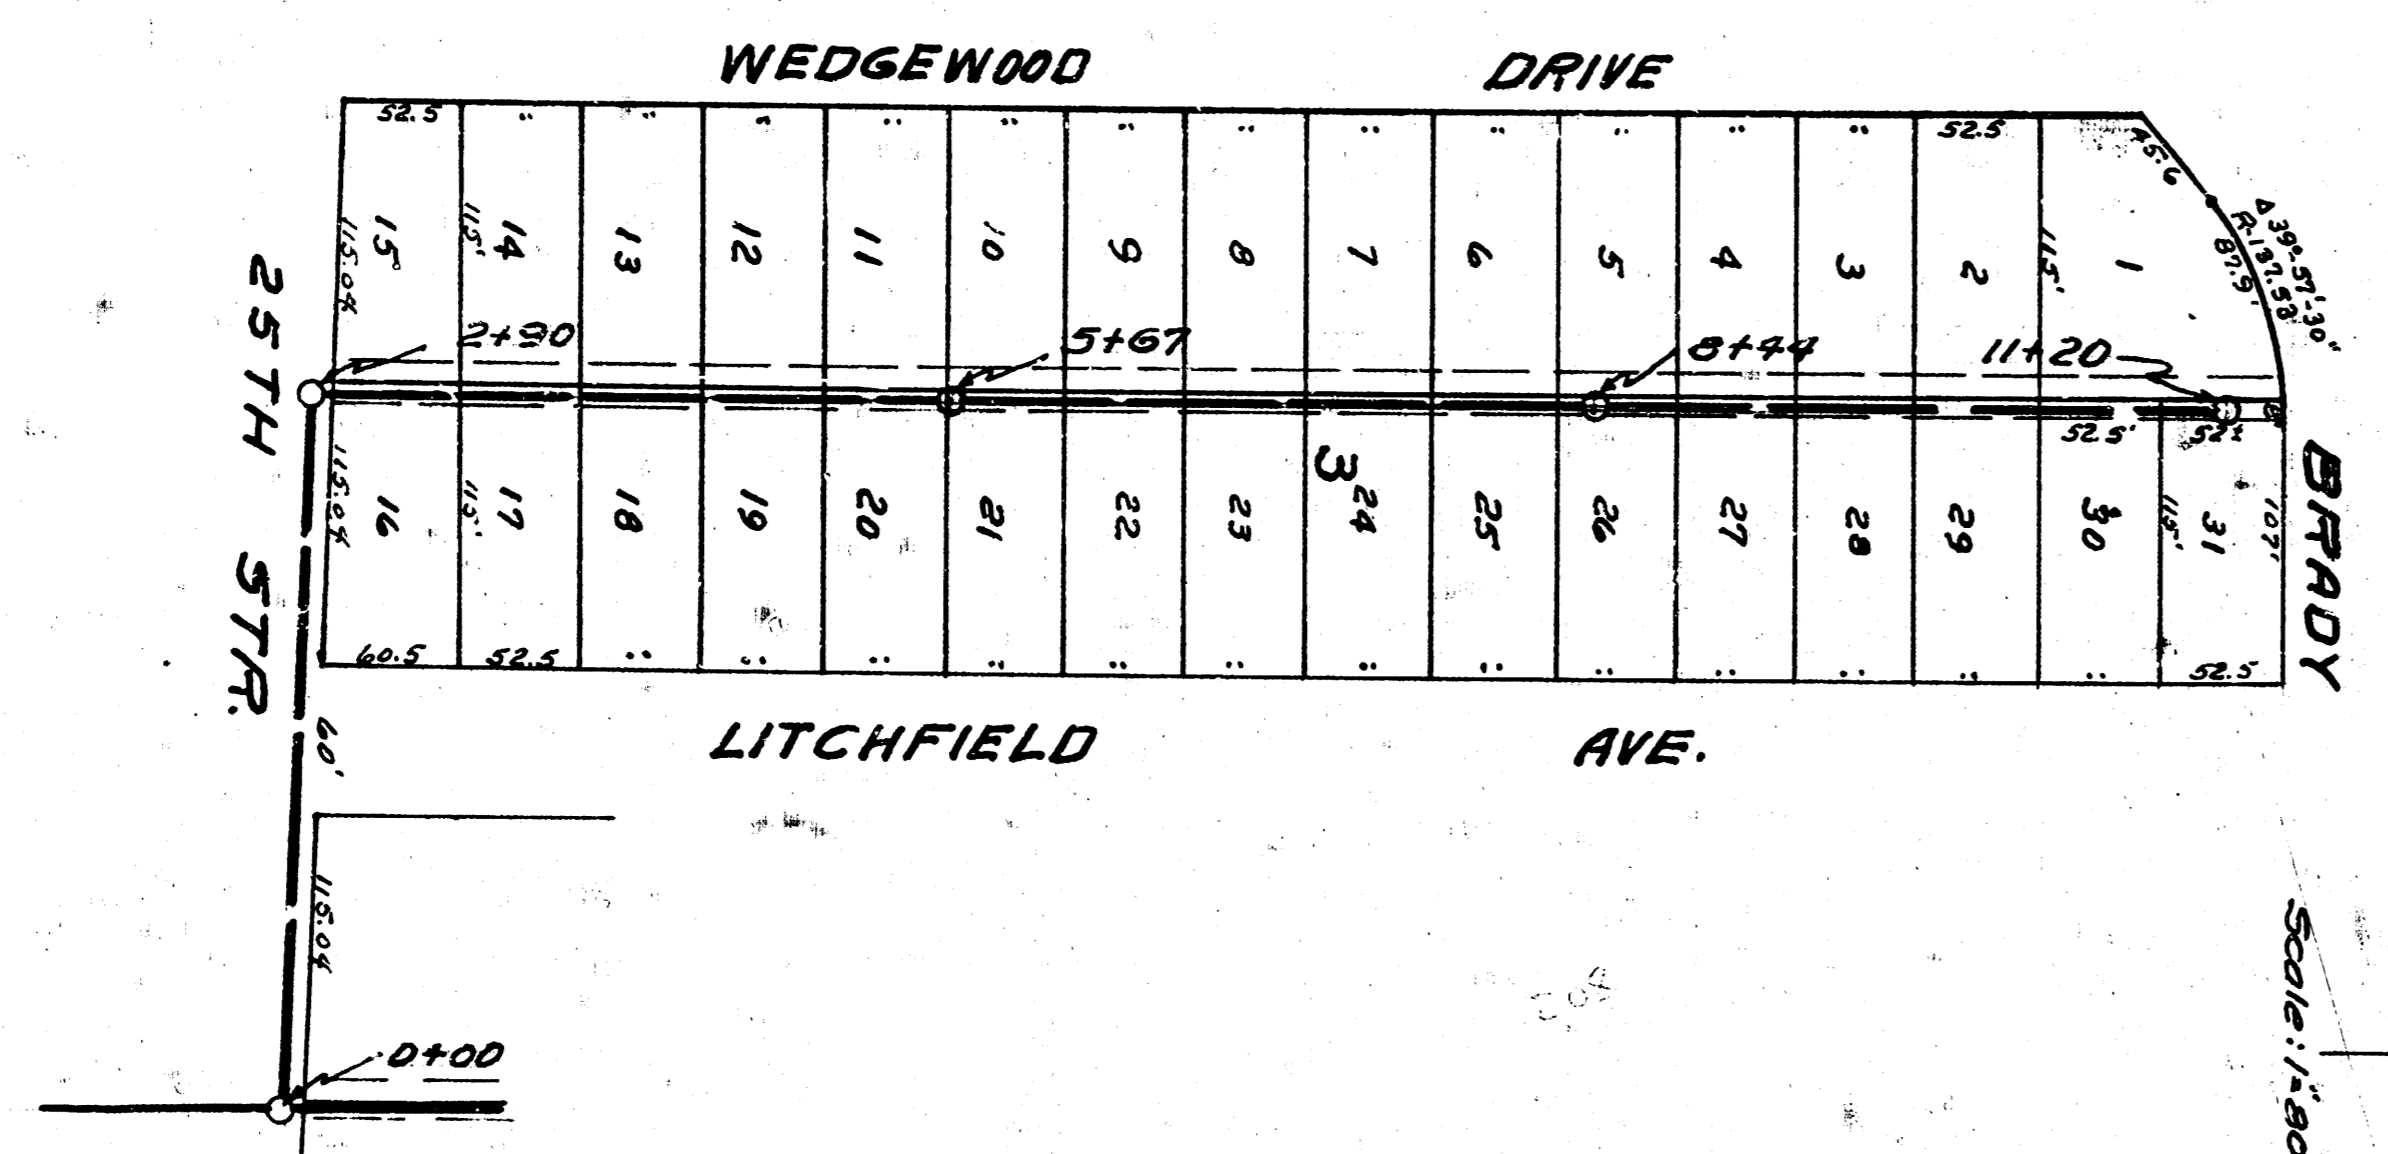 WEDGEWOOD DRIVE
52.5 " " " " " " " " " " " " 52.5
45.6
Δ 39°-57'-30"
R-137.58
87.9'
15 14 13 12 11 10 9 8 7 6 5 4 3 2 1
115.04 115' 115'
2+90 5+67 8+44 11+20
25TH STR.
52.5' 52±
3
16 17 18 19 20 21 22 23 24 25 26 27 28 29 30 31
115.04 115' 115' 107'
BRADY
60.5 52.5 " " " " " " " " " " " " " 52.5
LITCHFIELD AVE.
60'
115.04
0+00
Scale: 1"=80